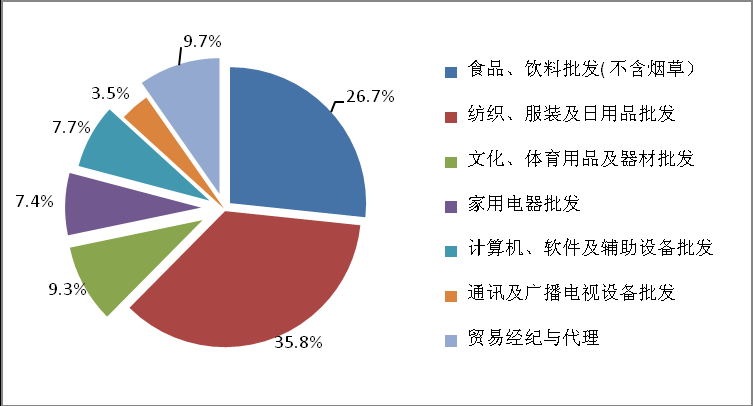 9.7%
26.7%
3.5%
7.7%
7.4%
9.3%
35.8%
食品、饮料批发(不含烟草）
纺织、服装及日用品批发
文化、体育用品及器材批发
家用电器批发
计算机、软件及辅助设备批发
通讯及广播电视设备批发
贸易经纪与代理